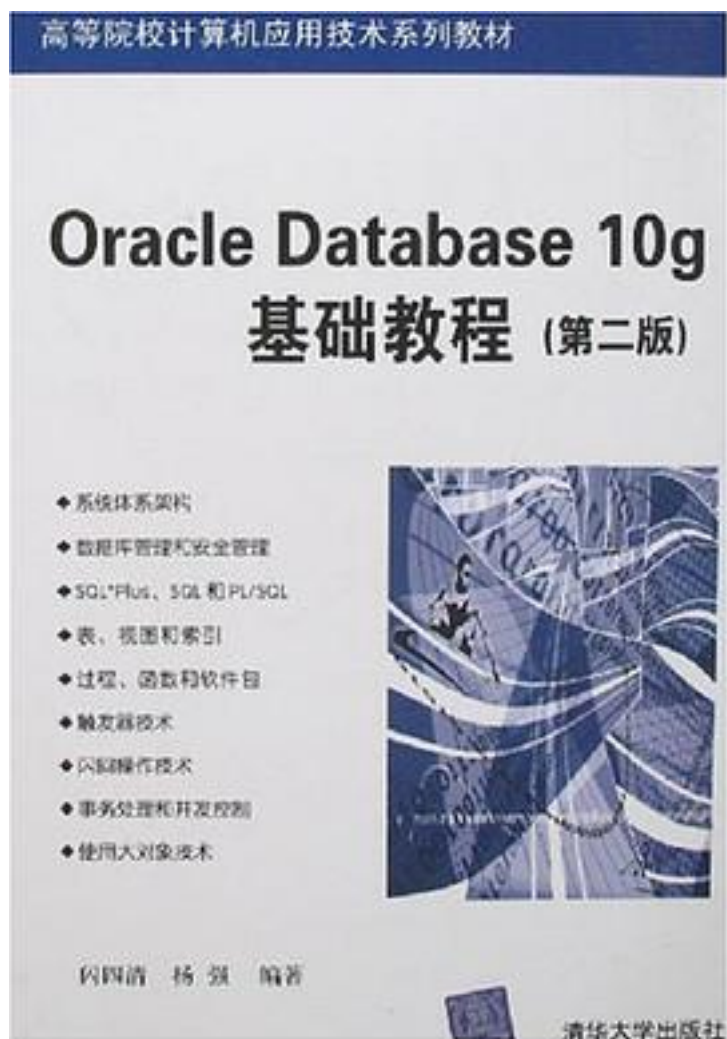 高等院校计算机应用技术系列教材
Oracle Database 10g
基础教程 (第二版)
◆系统体系架构
◆数据库管理和安全管理
◆SQL*Plus、SQL 和 PL/SQL
◆表、视图和索引
◆过程、函数和软件包
◆触发器技术
◆闪回操作技术
◆事务处理和并发控制
◆使用大对象技术
闪四清 杨 强 编著
清华大学出版社